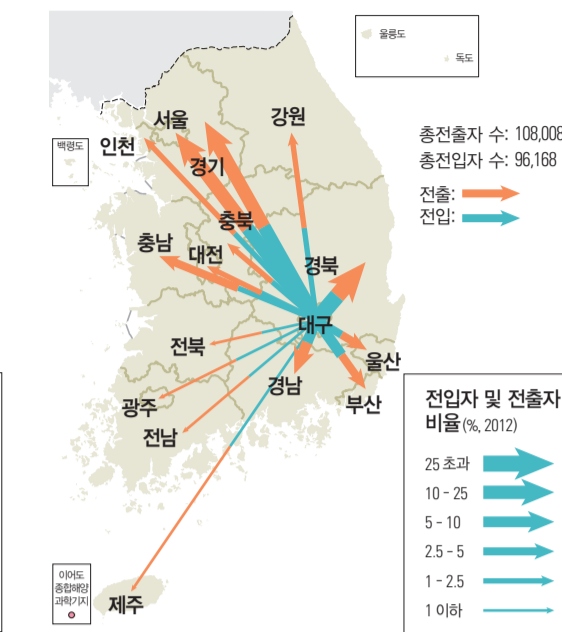 울릉도
독도
총전출자 수: 108,008
총전입자 수: 96,168
전출:
전입:
백령도
서울
인천
강원
경기
충북
충남
대전
경북
대구
전북
울산
경남
부산
광주
전남
제주
이어도
종합해양
과학기지
전입자 및 전출자
비율(%, 2012)
25 초과
10 - 25
5 - 10
2.5 - 5
1 - 2.5
1 이하